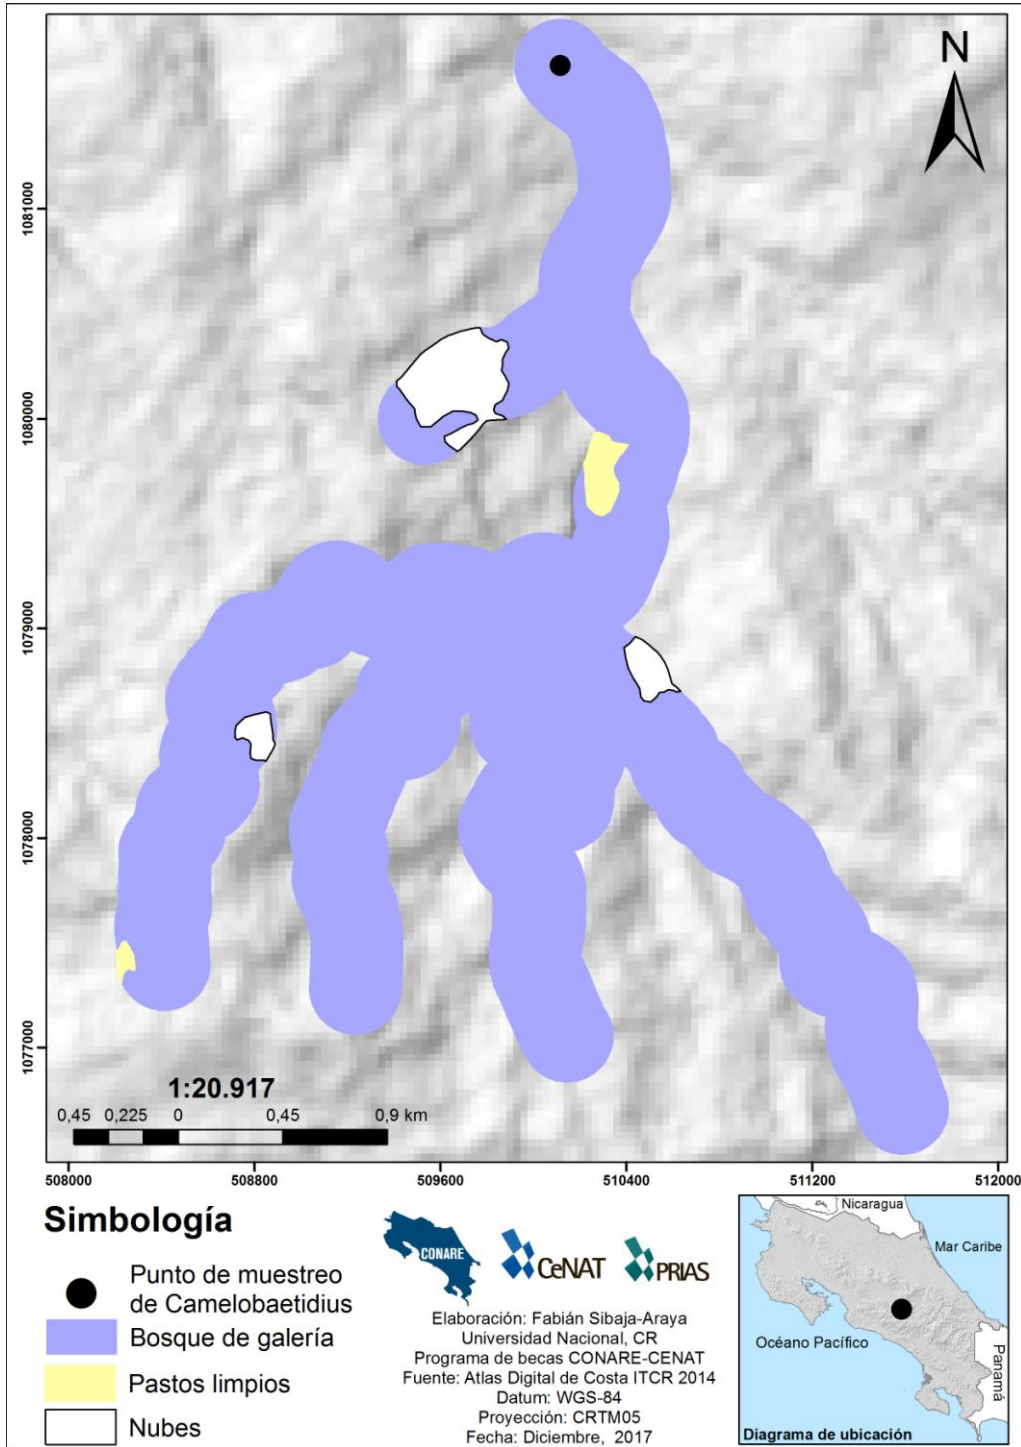 N
1081000
1080000
1079000
1078000
1077000
1:20.917
0,45 0,225 0 0,45 0,9 km
508000 508800 509600 510400 511200 512000
Simbología
Punto de muestreo
de Camelobaetidius
Bosque de galería
Pastos limpios
Nubes
CONARE
CeNAT
PRIAS
Elaboración: Fabián Sibaja-Araya
Universidad Nacional, CR
Programa de becas CONARE-CENAT
Fuente: Atlas Digital de Costa ITCR 2014
Datum: WGS-84
Proyección: CRTM05
Fecha: Diciembre, 2017
Nicaragua
Mar Caribe
Océano Pacífico
Panamá
Diagrama de ubicación